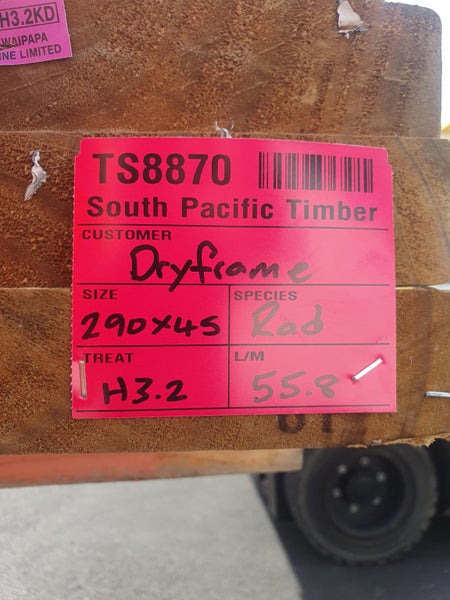 H3.2KD
WAIPAPA
INE LIMITED
TS8870
South Pacific Timber
CUSTOMER
Dryframe
SIZE
SPECIES
290x45
Rad
TREAT
L/M
H3.2
55.8